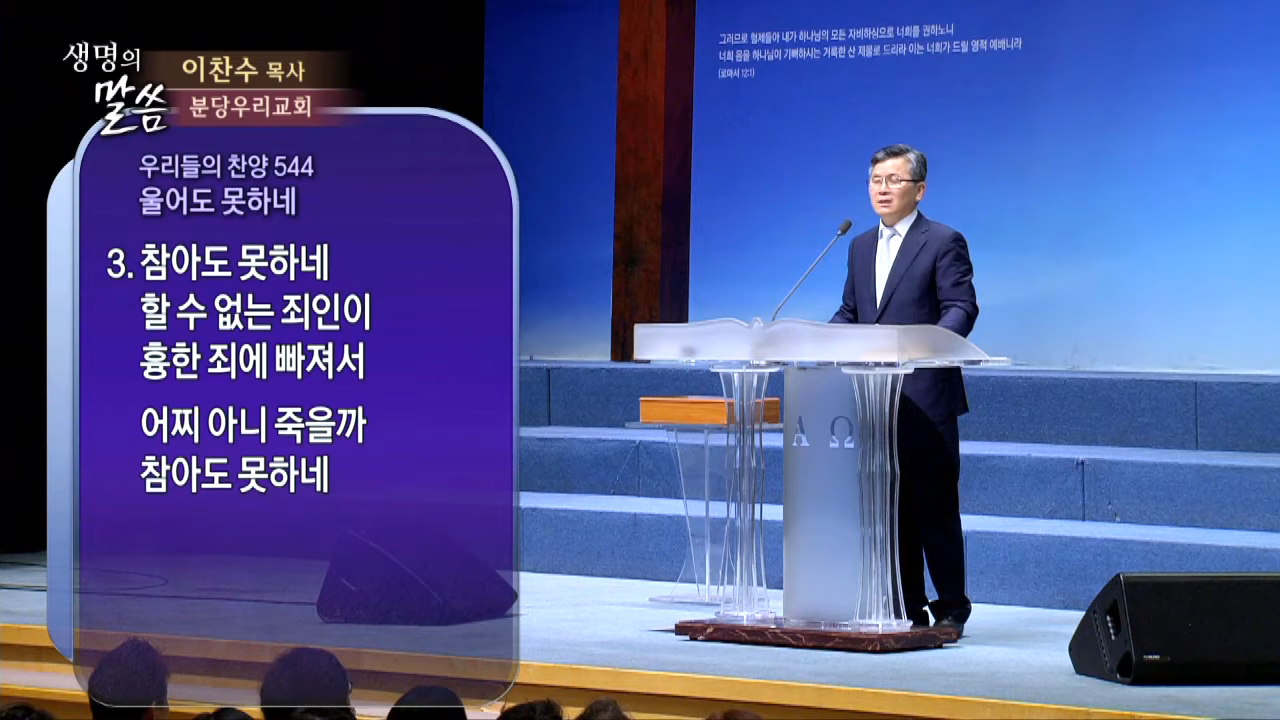 생명의
말씀
이찬수 목사
분당우리교회
우리들의 찬양 544
울어도 못하네
3. 참아도 못하네
할 수 없는 죄인이
흉한 죄에 빠져서
어찌 아니 죽을까
참아도 못하네
그러므로 형제들아 내가 하나님의 모든 자비하심으로 너희를 권하노니
너희 몸을 하나님이 기뻐하시는 거룩한 산 제물로 드리라 이는 너희가 드릴 영적 예배니라
(로마서 12:1)
Α Ω